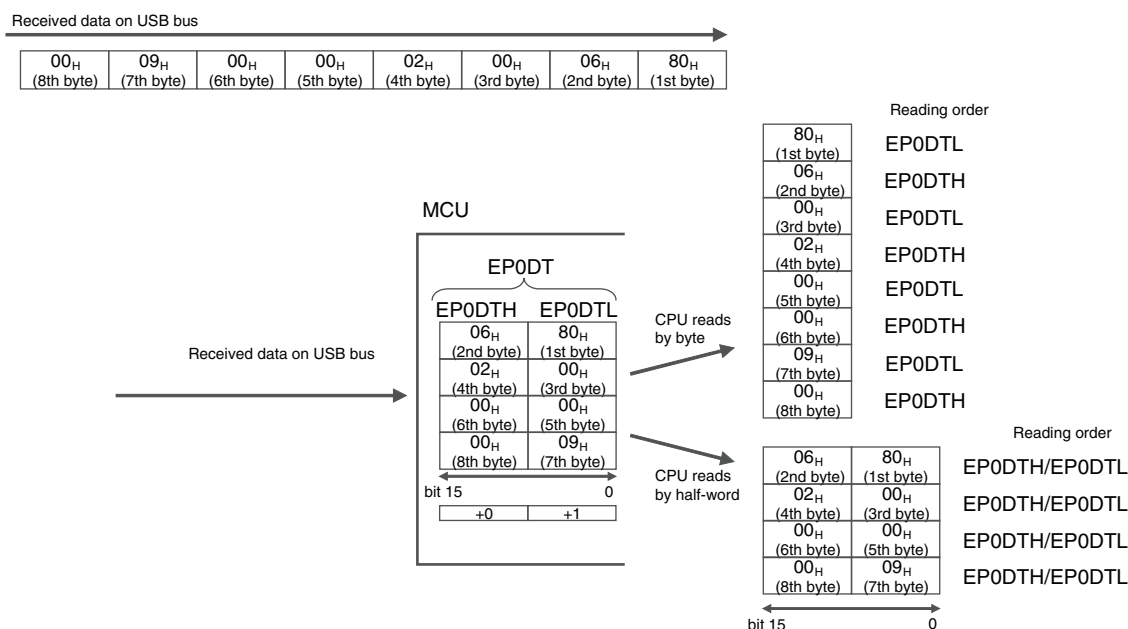 Received data on USB bus
00H 09H 00H 00H 02H 00H 06H 80H
(8th byte) (7th byte) (6th byte) (5th byte) (4th byte) (3rd byte) (2nd byte) (1st byte)
Reading order
80H
(1st byte)
EP0DTL
06H
(2nd byte)
EP0DTH
00H
(3rd byte)
EP0DTL
02H
(4th byte)
EP0DTH
00H
(5th byte)
EP0DTL
00H
(6th byte)
EP0DTH
09H
(7th byte)
EP0DTL
00H
(8th byte)
EP0DTH
MCU
EP0DT
EP0DTH EP0DTL
06H 80H
(2nd byte) (1st byte)
02H 00H
(4th byte) (3rd byte)
00H 00H
(6th byte) (5th byte)
00H 09H
(8th byte) (7th byte)
bit 15 0
+0 +1
Received data on USB bus
CPU reads
by byte
CPU reads
by half-word
Reading order
06H 80H
(2nd byte) (1st byte)
EP0DTH/EP0DTL
02H 00H
(4th byte) (3rd byte)
EP0DTH/EP0DTL
00H 00H
(6th byte) (5th byte)
EP0DTH/EP0DTL
00H 09H
(8th byte) (7th byte)
EP0DTH/EP0DTL
bit 15 0